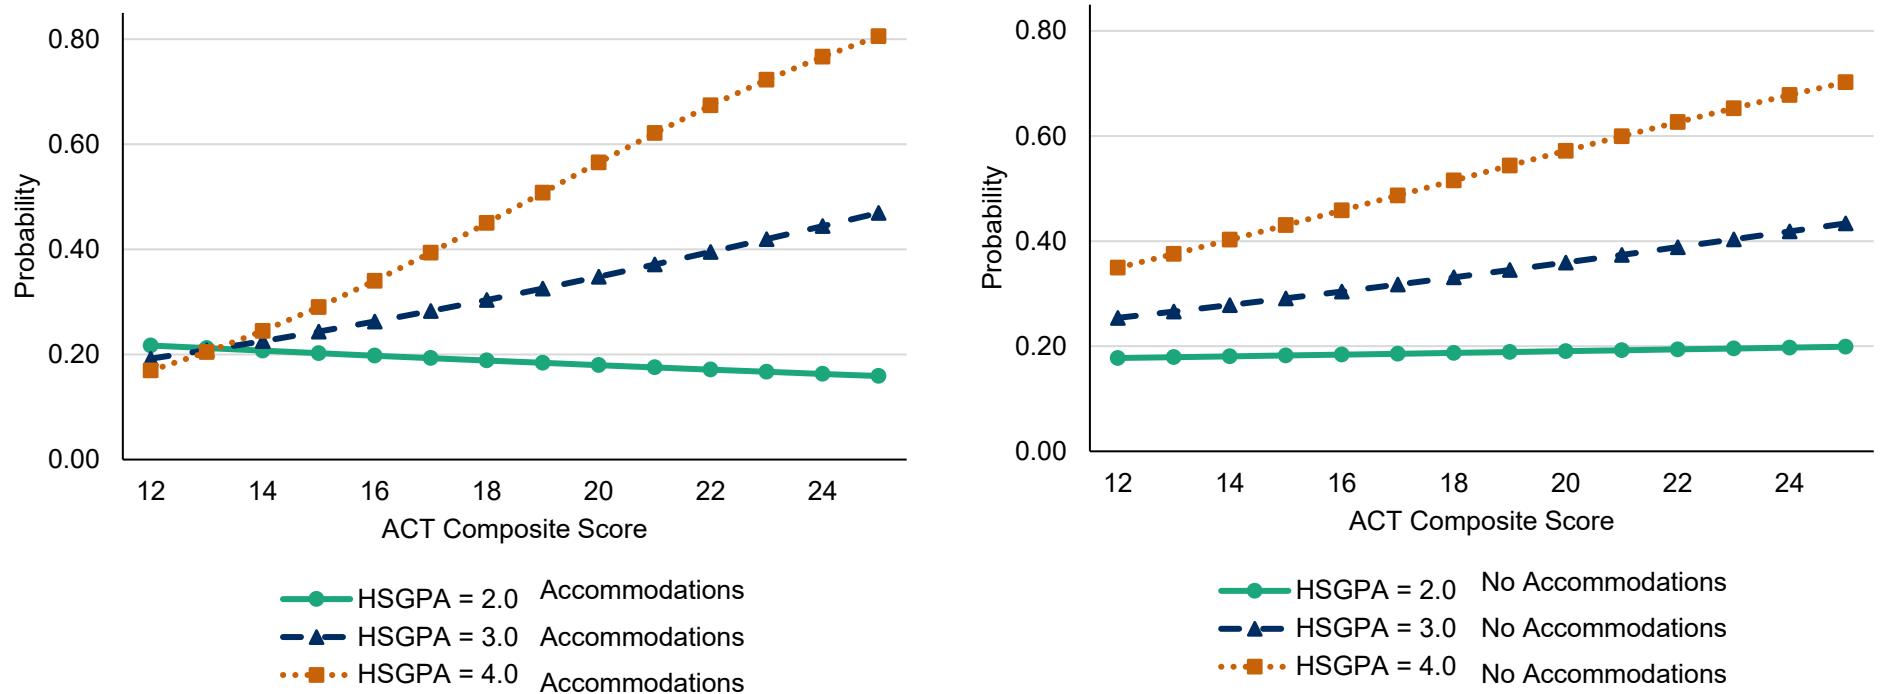 0.80
0.60
0.40
0.20
0.00
Probability
12 14 16 18 20 22 24
ACT Composite Score
HSGPA = 2.0 Accommodations
HSGPA = 3.0 Accommodations
HSGPA = 4.0 Accommodations
0.80
0.60
0.40
0.20
0.00
Probability
12 14 16 18 20 22 24
ACT Composite Score
HSGPA = 2.0 No Accommodations
HSGPA = 3.0 No Accommodations
HSGPA = 4.0 No Accommodations